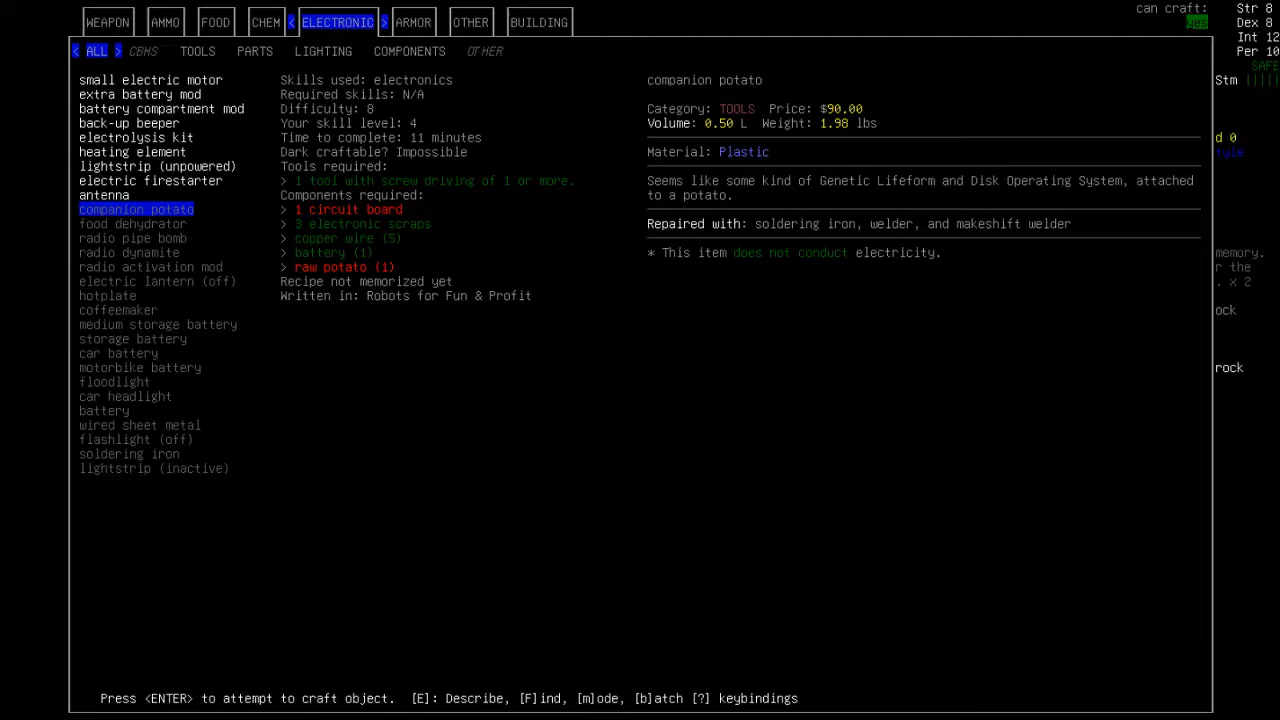 WEAPON AMMO FOOD CHEM < ELECTRONIC > ARMOR OTHER BUILDING
can craft:
yes
Str 8
Dex 8
Int 12
Per 10
SAFE
Stm |||||
< ALL > CBMS TOOLS PARTS LIGHTING COMPONENTS OTHER
small electric motor
extra battery mod
battery compartment mod
back-up beeper
electrolysis kit
heating element
lightstrip (unpowered)
electric firestarter
antenna
companion potato
food dehydrator
radio pipe bomb
radio dynamite
radio activation mod
electric lantern (off)
hotplate
coffeemaker
medium storage battery
storage battery
car battery
motorbike battery
floodlight
car headlight
battery
wired sheet metal
flashlight (off)
soldering iron
lightstrip (inactive)
Skills used: electronics
Required skills: N/A
Difficulty: 8
Your skill level: 4
Time to complete: 11 minutes
Dark craftable? Impossible
Tools required:
> 1 tool with screw driving of 1 or more.
Components required:
> 1 circuit board
> 3 electronic scraps
> copper wire (5)
> battery (1)
> raw potato (1)
Recipe not memorized yet
Written in: Robots for Fun & Profit
companion potato
Category: TOOLS Price: $90.00
Volume: 0.50 L Weight: 1.98 lbs
Material: Plastic
Seems like some kind of Genetic Lifeform and Disk Operating System, attached
to a potato.
Repaired with: soldering iron, welder, and makeshift welder
* This item does not conduct electricity.
d 0
tyle
memory.
r the
. x 2
ock
rock
Press <ENTER> to attempt to craft object. [E]: Describe, [F]ind, [m]ode, [b]atch [?] keybindings